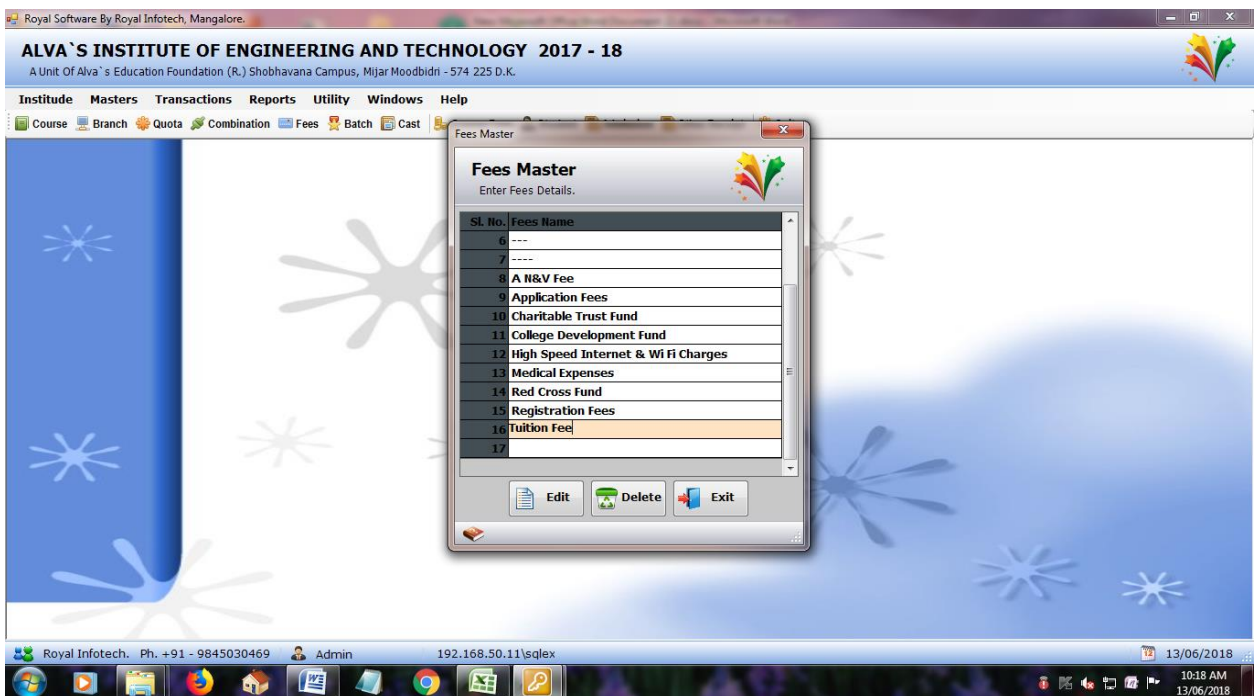 Royal Software By Royal Infotech, Mangalore.
ALVA`S INSTITUTE OF ENGINEERING AND TECHNOLOGY 2017 - 18
A Unit Of Alva`s Education Foundation (R.) Shobhavana Campus, Mijar Moodbidri - 574 225 D.K.
Institude Masters Transactions Reports Utility Windows Help
Course Branch Quota Combination Fees Batch Cast
Fees Master
Fees Master
Enter Fees Details.
Sl. No. Fees Name
6 ---
7 ----
8 A N&V Fee
9 Application Fees
10 Charitable Trust Fund
11 College Development Fund
12 High Speed Internet & Wi Fi Charges
13 Medical Expenses
14 Red Cross Fund
15 Registration Fees
16 Tuition Fee
17
Edit Delete Exit
Royal Infotech. Ph. +91 - 9845030469 Admin 192.168.50.11\sqlex 12 13/06/2018
10:18 AM
13/06/2018